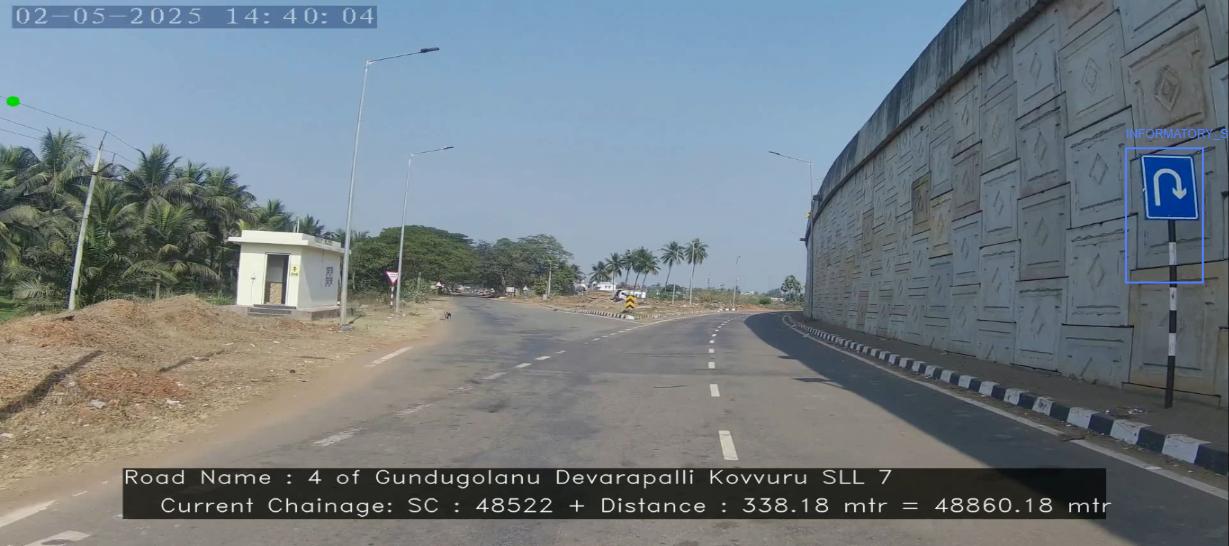 02-05-2025 14:40:04
INFORMATORY_S
Road Name : 4 of Gundugolanu Devarapalli Kovvuru SLL 7
Current Chainage: SC : 48522 + Distance : 338.18 mtr = 48860.18 mtr